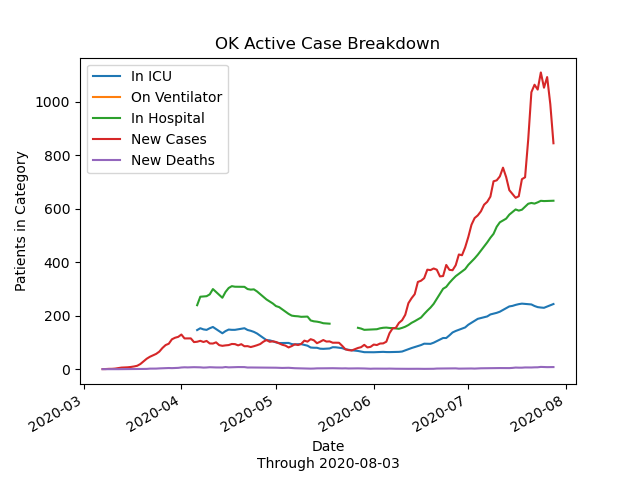 OK Active Case Breakdown
In ICU
On Ventilator
In Hospital
New Cases
New Deaths
Patients in Category
1000
800
600
400
200
0
2020-03
2020-04
2020-05
2020-06
2020-07
2020-08
Date
Through 2020-08-03